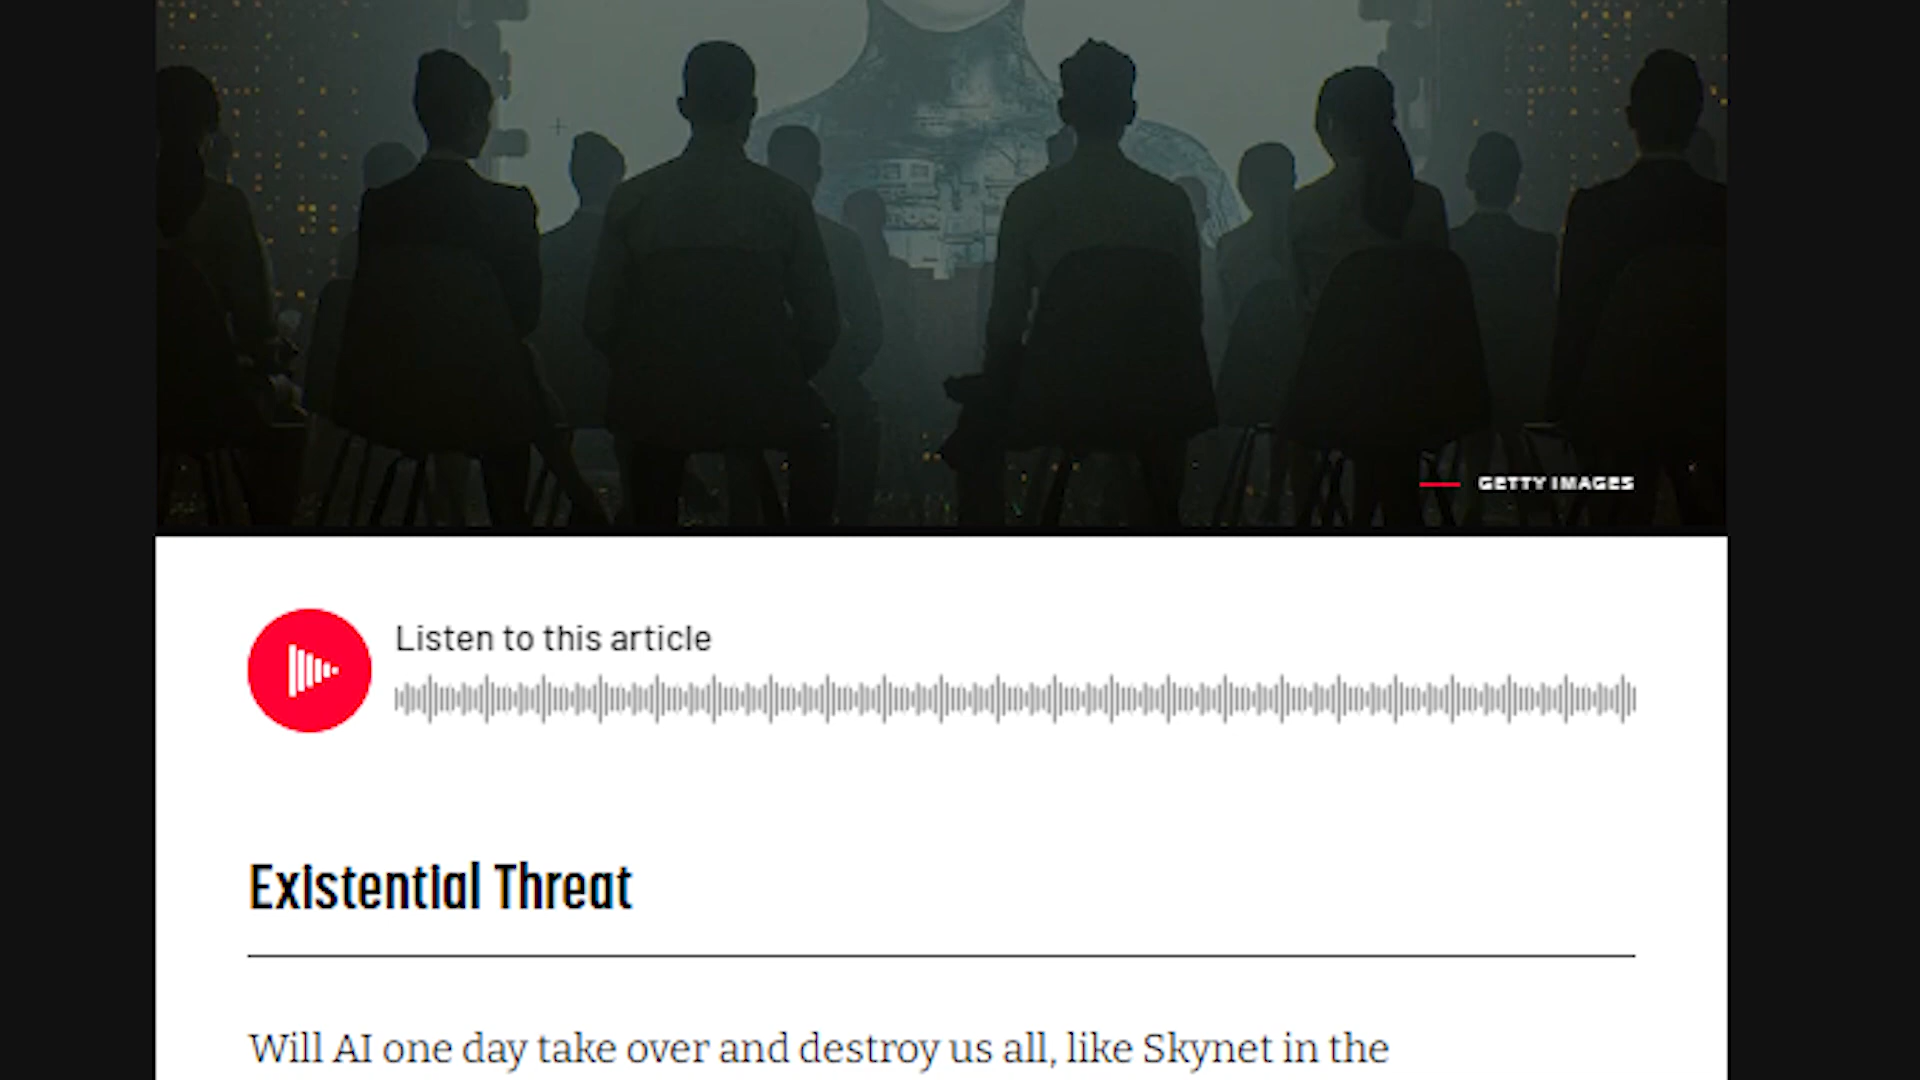 GETTY IMAGES
Listen to this article
Existential Threat
Will AI one day take over and destroy us all, like Skynet in the